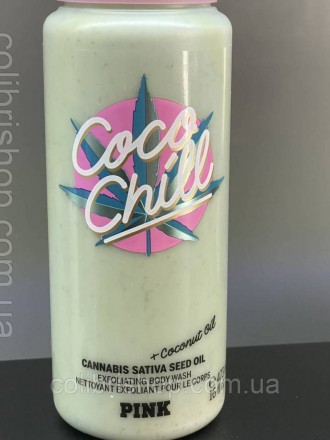 Coco
Chill
+ Coconut Oil
CANNABIS SATIVA SEED OIL
EXFOLIATING BODY WASH
NETTOYANT EXFOLIANT POUR LE CORPS
PINK
colibrishop.com.ua